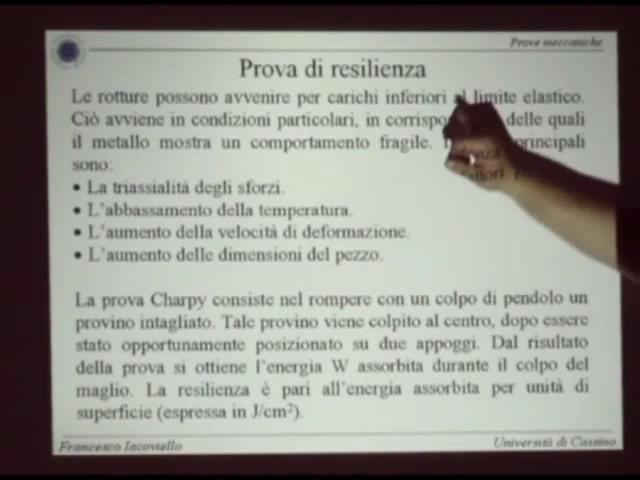 Prove meccaniche
Prova di resilienza
Le rotture possono avvenire per carichi inferiori al limite elastico.
Ciò avviene in condizioni particolari, in delle quali
il metallo mostra un comportamento fragile. principali
sono:
• La triassialità degli sforzi.
• L'abbassamento della temperatura.
• L'aumento della velocità di deformazione.
• L'aumento delle dimensioni del pezzo.
La prova Charpy consiste nel rompere con un colpo di pendolo un
provino intagliato. Tale provino viene colpito al centro, dopo essere
stato opportunamente posizionato su due appoggi. Dal risultato
della prova si ottiene l'energia W assorbita durante il colpo del
maglio. La resilienza è pari all'energia assorbita per unità di
superficie (espressa in J/cm²).
Francesco Iacoviello Università di Cassino